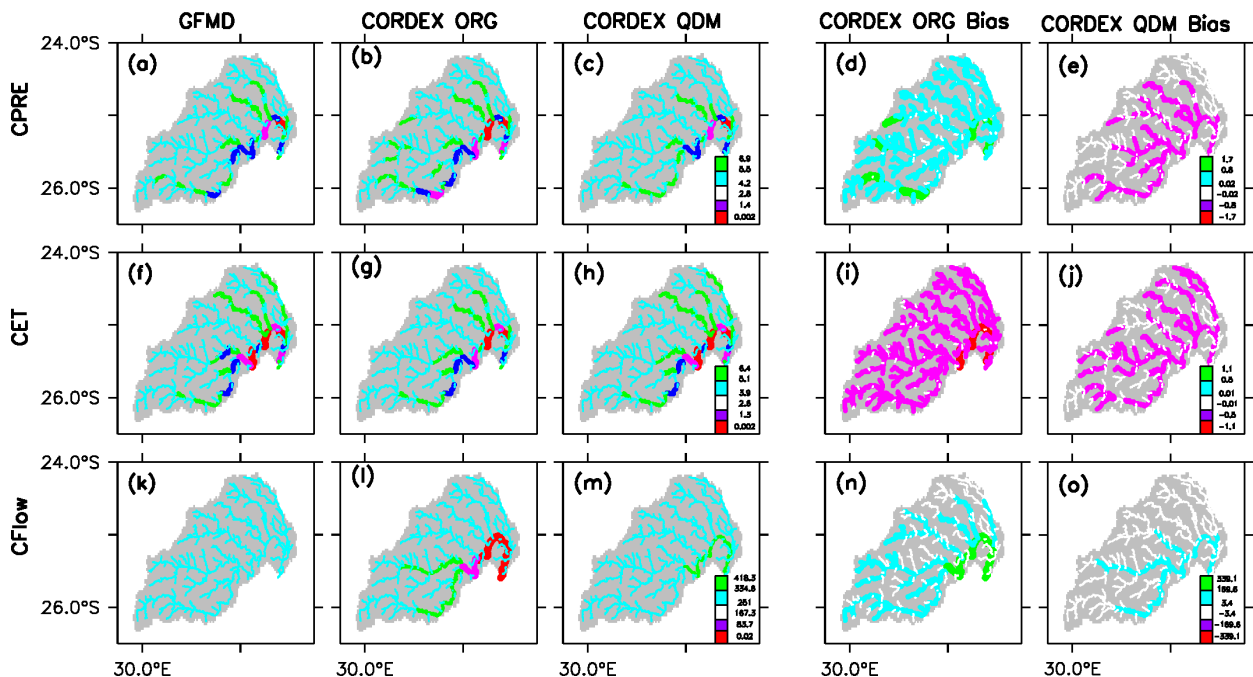 GFMD
CORDEX ORG
CORDEX QDM
CORDEX ORG Bias
CORDEX QDM Bias
24.0°S
26.0°S
CPRE
(a)
(b)
(c)
6.9
5.5
4.2
2.8
1.4
0.002
(d)
(e)
1.7
0.8
0.02
-0.02
-0.8
-1.7
24.0°S
26.0°S
CET
(f)
(g)
(h)
6.4
5.1
3.9
2.6
1.3
0.002
(i)
(j)
1.1
0.5
0.01
-0.01
-0.5
-1.1
24.0°S
26.0°S
CFlow
(k)
(l)
(m)
418.3
334.6
251
167.3
83.7
0.02
(n)
(o)
339.1
169.6
3.4
-3.4
-169.6
-339.1
30.0°E
30.0°E
30.0°E
30.0°E
30.0°E